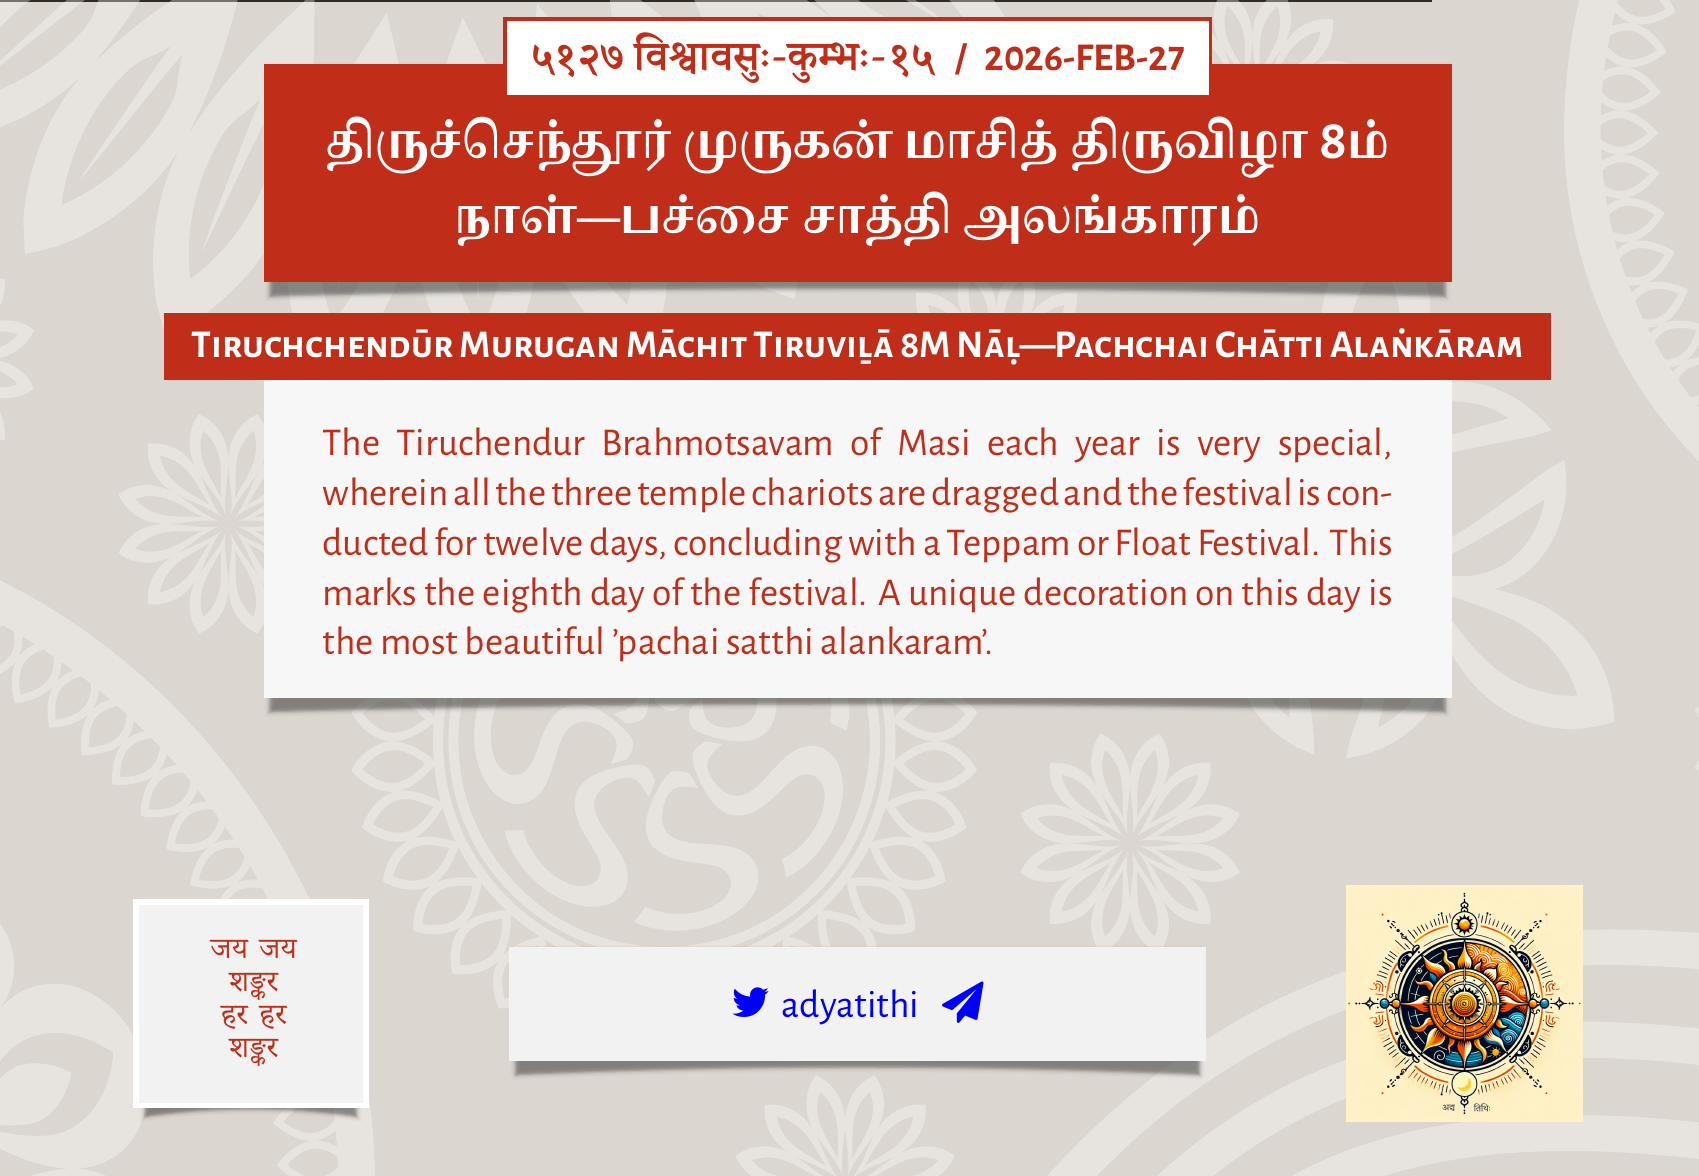 ५१२७ विश्वावसुः-कुम्भः-१५ / 2026-FEB-27
திருச்செந்தூர் முருகன் மாசித் திருவிழா 8ம்
நாள்—பச்சை சாத்தி அலங்காரம்
Tiruchchendūr Murugan Māchit Tiruviḻā 8m Nāḷ—Pachchai Chātti Alaṅkāram
The Tiruchendur Brahmotsavam of Masi each year is very special,
wherein all the three temple chariots are dragged and the festival is con-
ducted for twelve days, concluding with a Teppam or Float Festival. This
marks the eighth day of the festival. A unique decoration on this day is
the most beautiful ’pachai satthi alankaram’.
जय जय
शङ्कर
हर हर
शङ्कर
adyatithi
अद्य तिथिः